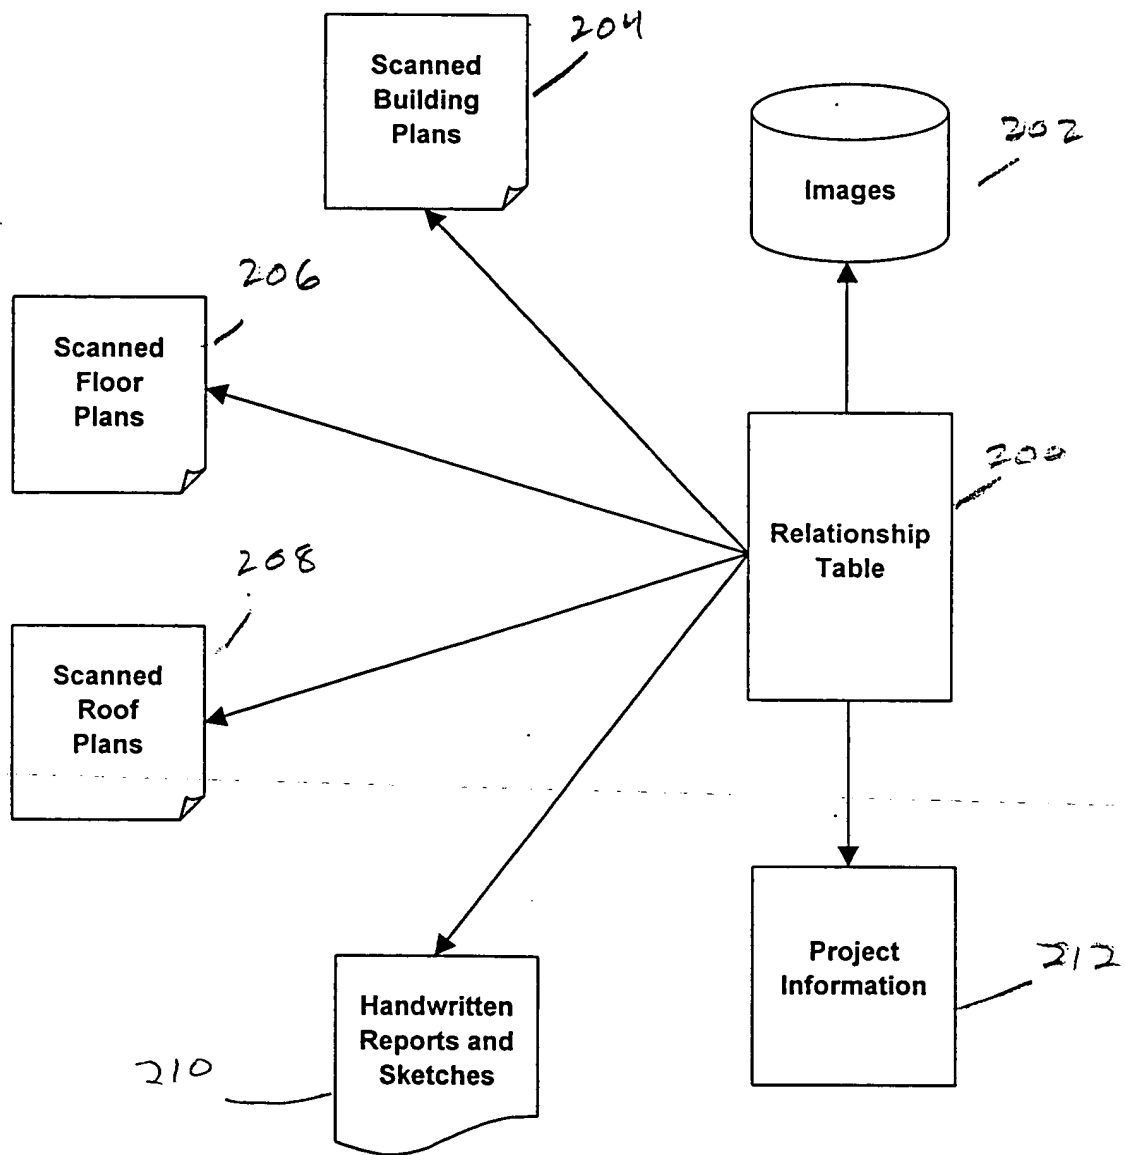 204
Scanned
Building
Plans
202
Images
206
Scanned
Floor
Plans
200
Relationship
Table
208
Scanned
Roof
Plans
Project
Information
212
Handwritten
Reports and
Sketches
210